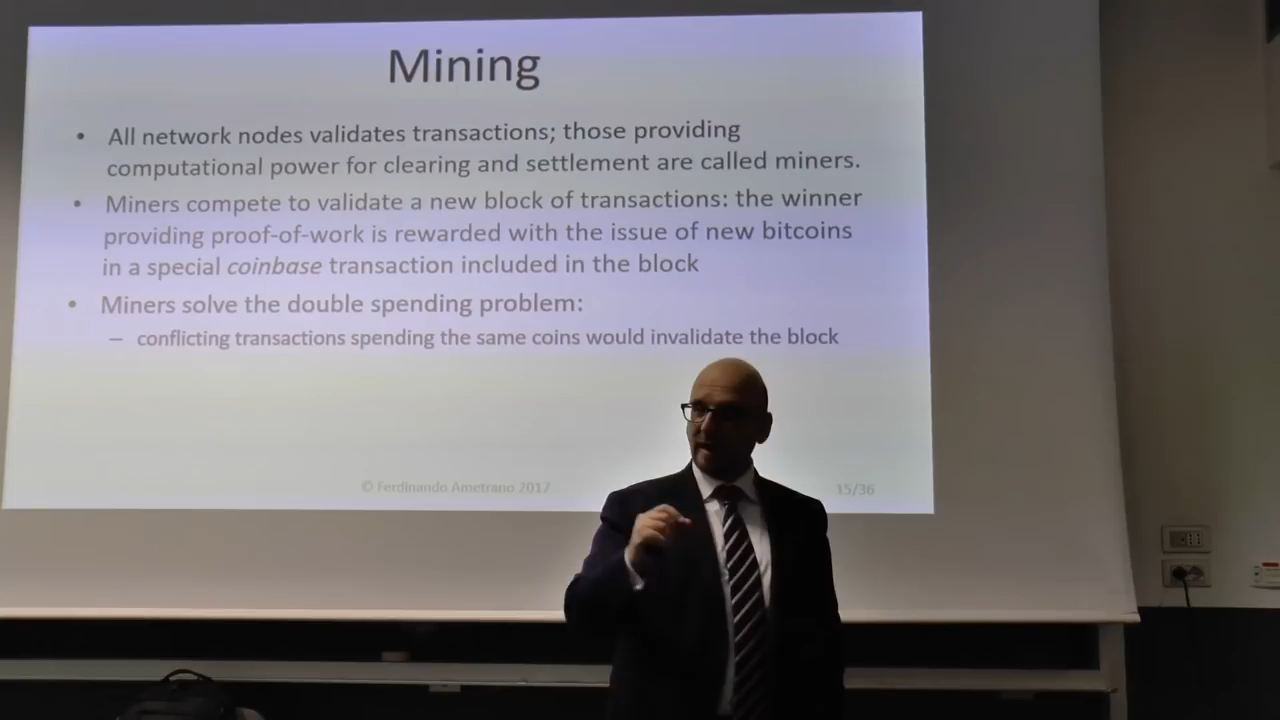 Mining
• All network nodes validates transactions; those providing
computational power for clearing and settlement are called miners.
• Miners compete to validate a new block of transactions: the winner
providing proof-of-work is rewarded with the issue of new bitcoins
in a special coinbase transaction included in the block
• Miners solve the double spending problem:
– conflicting transactions spending the same coins would invalidate the block
© Ferdinando Ametrano 2017
15/36